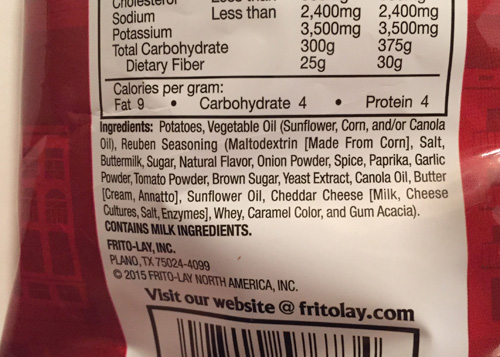 Cholesterol Less than
Sodium Less than 2,400mg 2,400mg
Potassium 3,500mg 3,500mg
Total Carbohydrate 300g 375g
Dietary Fiber 25g 30g
Calories per gram:
Fat 9 • Carbohydrate 4 • Protein 4
Ingredients: Potatoes, Vegetable Oil (Sunflower, Corn, and/or Canola
Oil), Reuben Seasoning (Maltodextrin [Made From Corn], Salt,
Buttermilk, Sugar, Natural Flavor, Onion Powder, Spice, Paprika, Garlic
Powder, Tomato Powder, Brown Sugar, Yeast Extract, Canola Oil, Butter
[Cream, Annatto], Sunflower Oil, Cheddar Cheese [Milk, Cheese
Cultures, Salt, Enzymes], Whey, Caramel Color, and Gum Acacia).
CONTAINS MILK INGREDIENTS.
FRITO-LAY, INC.
PLANO, TX 75024-4099
© 2015 FRITO-LAY NORTH AMERICA, INC.
Visit our website @ fritolay.com